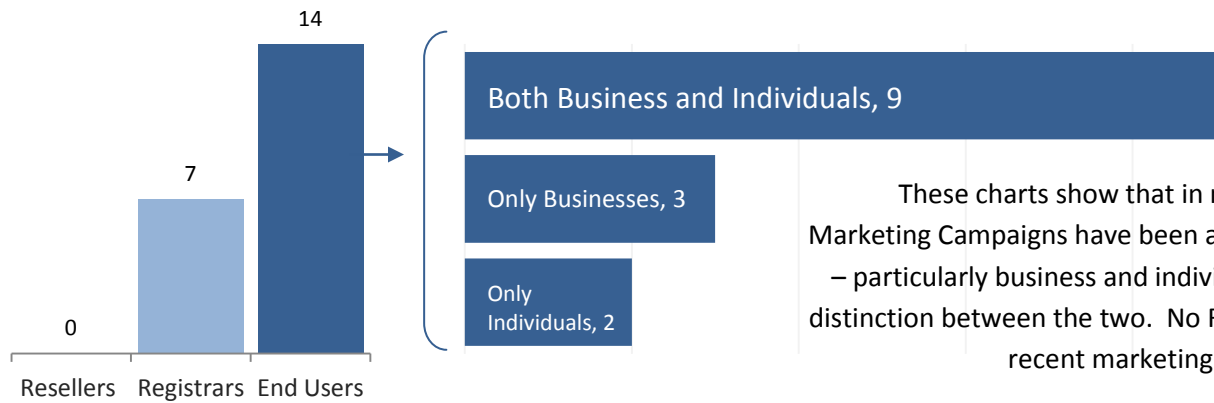 14
7
0
Resellers Registrars End Users
Both Business and Individuals, 9
Only Businesses, 3
Only
Individuals, 2
These charts show that in
Marketing Campaigns have been
– particularly business and
distinction between the two. No
recent marketing